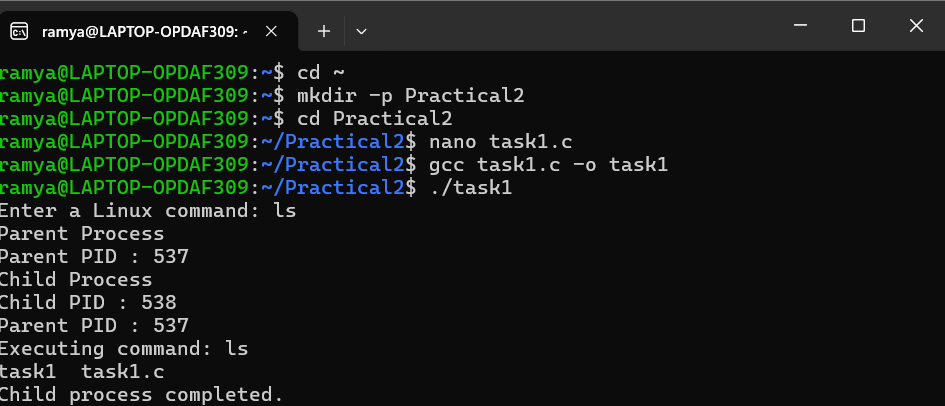 ramya@LAPTOP-OPDAF309: ~
ramya@LAPTOP-OPDAF309:~$ cd ~
ramya@LAPTOP-OPDAF309:~$ mkdir -p Practical2
ramya@LAPTOP-OPDAF309:~$ cd Practical2
ramya@LAPTOP-OPDAF309:~/Practical2$ nano task1.c
ramya@LAPTOP-OPDAF309:~/Practical2$ gcc task1.c -o task1
ramya@LAPTOP-OPDAF309:~/Practical2$ ./task1
Enter a Linux command: ls
Parent Process
Parent PID : 537
Child Process
Child PID : 538
Parent PID : 537
Executing command: ls
task1  task1.c
Child process completed.